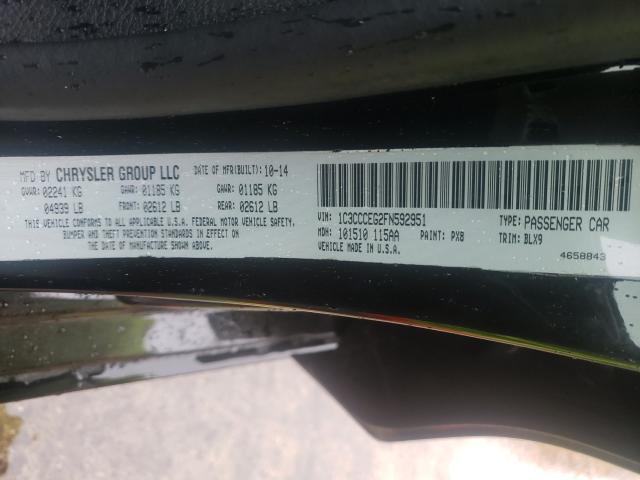 MFD BY CHRYSLER GROUP LLC DATE OF MFR(BUILT): 10-14
GVWR: 02241 KG GAWR: 01185 KG GAWR: 01185 KG
04939 LB FRONT: 02612 LB REAR: 02612 LB
THIS VEHICLE CONFORMS TO ALL APPLICABLE U.S.A. FEDERAL MOTOR VEHICLE SAFETY,
BUMPER AND THEFT PREVENTION STANDARDS IN EFFECT ON
THE DATE OF MANUFACTURE SHOWN ABOVE.
VIN: 1C3CCCEG2FN592951 TYPE: PASSENGER CAR
MDH: 101510 115AA PAINT: PX8 TRIM: BLX9
VEHICLE MADE IN U.S.A. 4658843